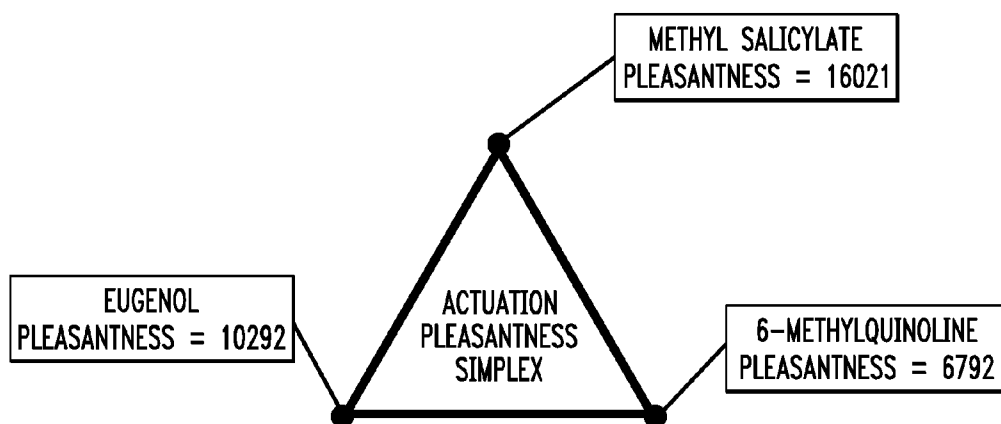 METHYL SALICYLATE
PLEASANTNESS = 16021
EUGENOL
PLEASANTNESS = 10292
ACTUATION
PLEASANTNESS
SIMPLEX
6-METHYLQUINOLINE
PLEASANTNESS = 6792